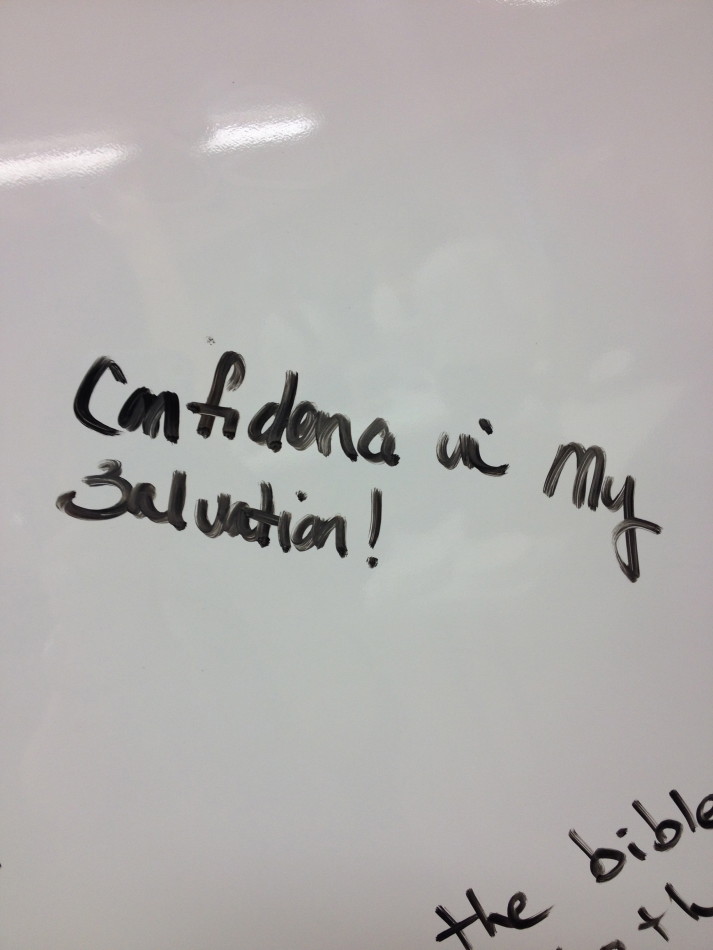 Confidence in My
Salvation!
the bible